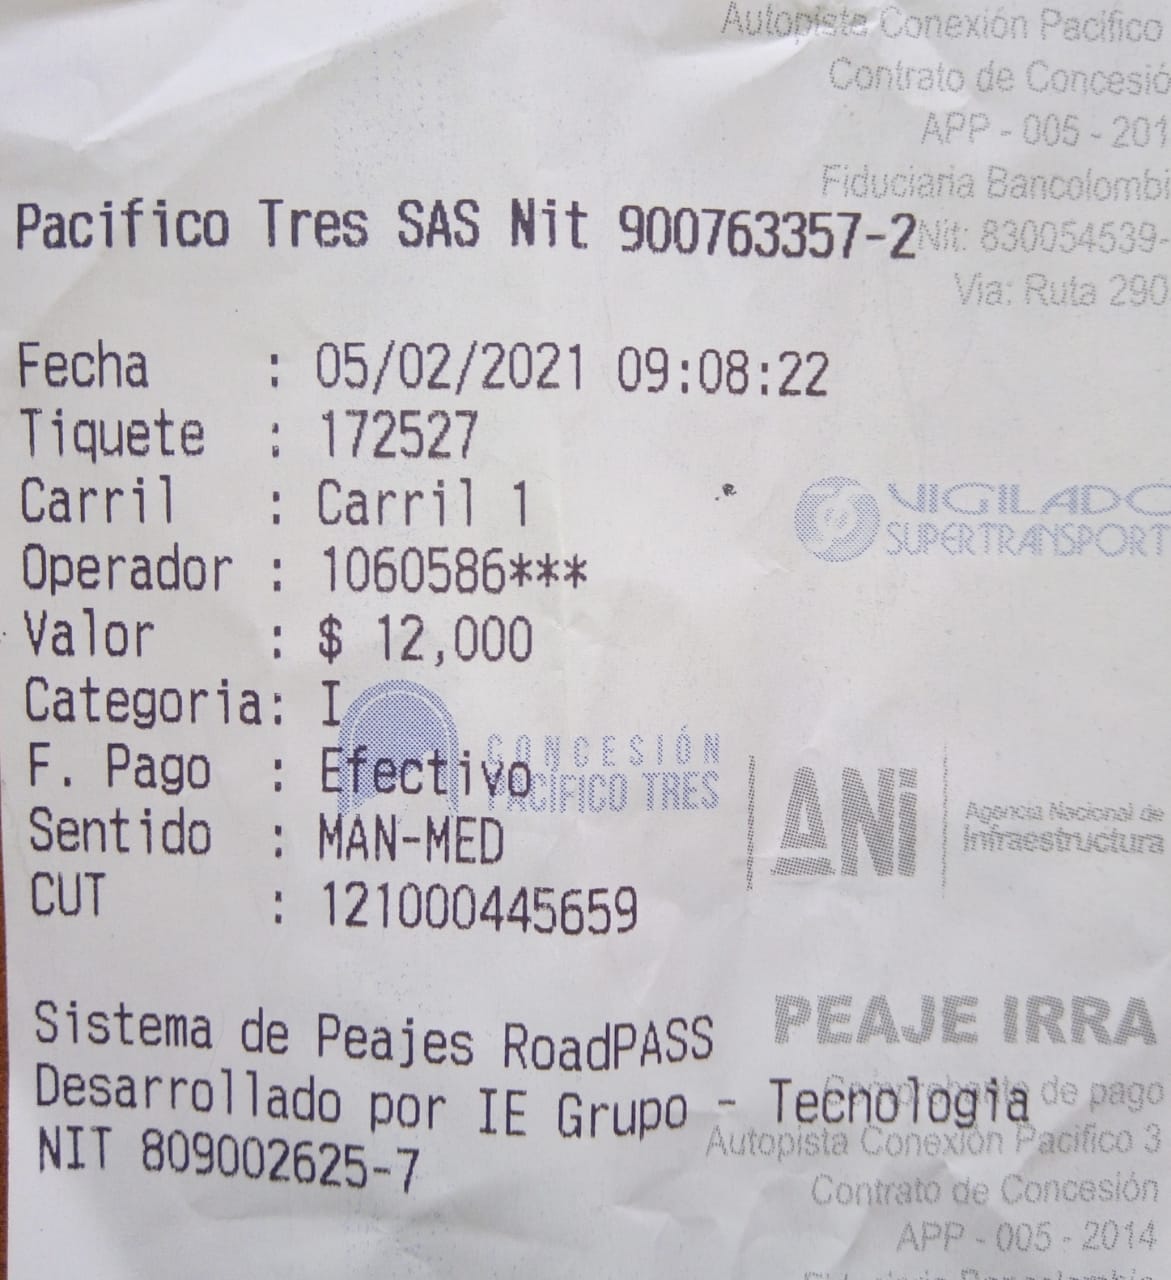 Autopista Conexión Pacífico
Contrato de Concesió
APP - 005 - 201
Fiduciaria Bancolombi
Pacifico Tres SAS Nit 900763357-2
Nit: 830054539-
Via: Ruta 290
Fecha : 05/02/2021 09:08:22
Tiquete : 172527
Carril : Carril 1
VIGILADO
SUPERTRANSPORT
Operador : 1060586***
Valor : $ 12,000
Categoria: I
CONCESIÓN
PACÍFICO TRES
F. Pago : Efectivo
ANi
Agencia Nacional de
Infraestructura
Sentido : MAN-MED
CUT : 121000445659
PEAJE IRRA
Sistema de Peajes RoadPASS
Comprobante de pago
Desarrollado por IE Grupo - Tecnologia
Autopista Conexión Pacífico 3
NIT 809002625-7
Contrato de Concesión
APP - 005 - 2014